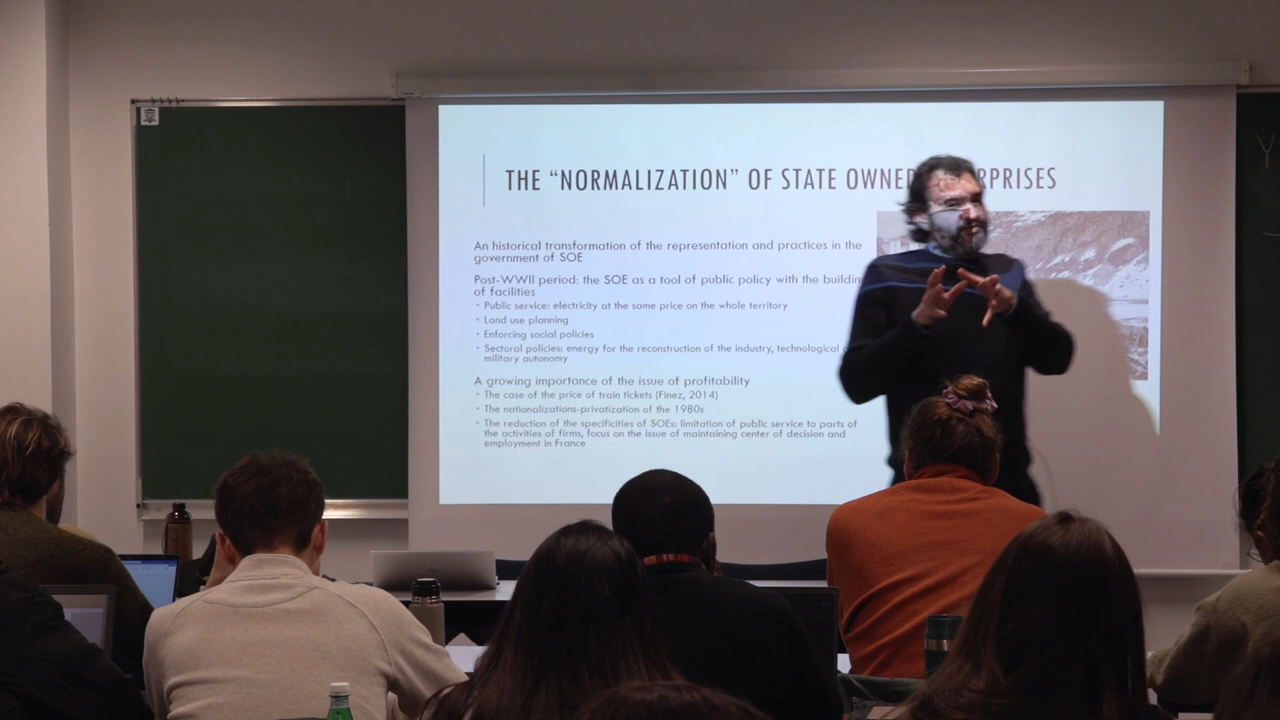 THE “NORMALIZATION” OF STATE OWNE RPRISES
An historical transformation of the representation and practices in the
government of SOE
Post-WWII period: the SOE as a tool of public policy with the buildin
of facilities
• Public service: electricity at the same price on the whole territory
• Land use planning
• Enforcing social policies
• Sectoral policies: energy for the reconstruction of the industry, technological
military autonomy
A growing importance of the issue of profitability
• The case of the price of train tickets (Finez, 2014)
• The nationalizations-privatization of the 1980s
• The reduction of the specificities of SOEs: limitation of public service to parts of
the activities of firms, focus on the issue of maintaining center of decision and
employment in France